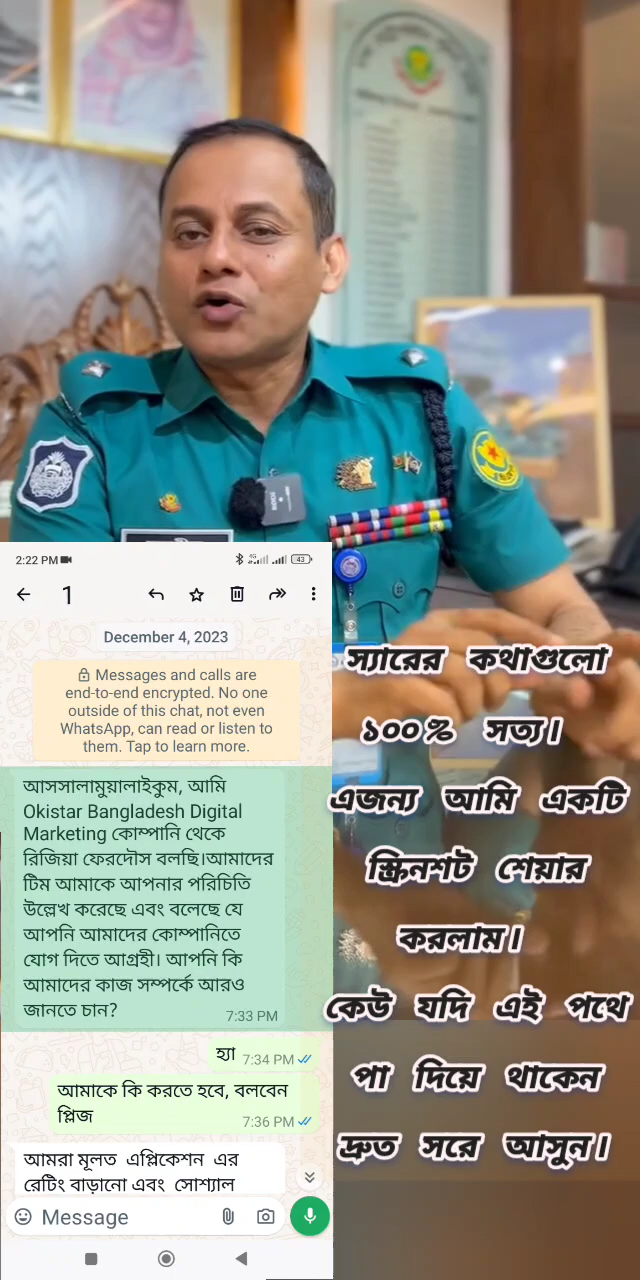 2:22 PM
4G
43
1
December 4, 2023
Messages and calls are
end-to-end encrypted. No one
outside of this chat, not even
WhatsApp, can read or listen to
them. Tap to learn more.
আসসালামুয়ালাইকুম, আমি
Okistar Bangladesh Digital
Marketing কোম্পানি থেকে
রিজিয়া ফেরদৌস বলছি।আমাদের
টিম আমাকে আপনার পরিচিতি
উল্লেখ করেছে এবং বলেছে যে
আপনি আমাদের কোম্পানিতে
যোগ দিতে আগ্রহী। আপনি কি
আমাদের কাজ সম্পর্কে আরও
জানতে চান?
7:33 PM
হ্যা 7:34 PM
আমাকে কি করতে হবে, বলবেন
প্লিজ
7:36 PM
আমরা মূলত এপ্লিকেশন এর
রেটিং বাড়ানো এবং সোশ্যাল
Message
স্যারের কথাগুলো
১০০% সত্য।
এজন্য আমি একটি
স্ক্রিনশট শেয়ার
করলাম।
কেউ যদি এই পথে
পা দিয়ে থাকেন
দ্রুত সরে আসুন।